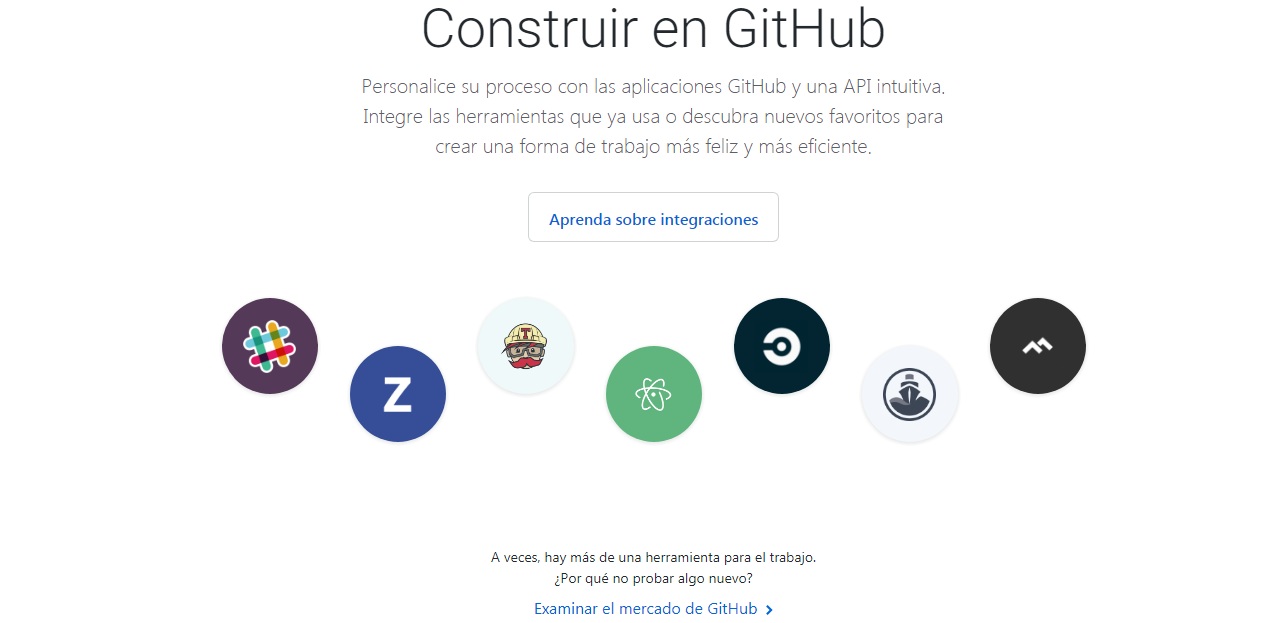 Construir en GitHub
Personalice su proceso con las aplicaciones GitHub y una API intuitiva.
Integre las herramientas que ya usa o descubra nuevos favoritos para
crear una forma de trabajo más feliz y más eficiente.
Aprenda sobre integraciones
T
Z
A veces, hay más de una herramienta para el trabajo.
¿Por qué no probar algo nuevo?
Examinar el mercado de GitHub